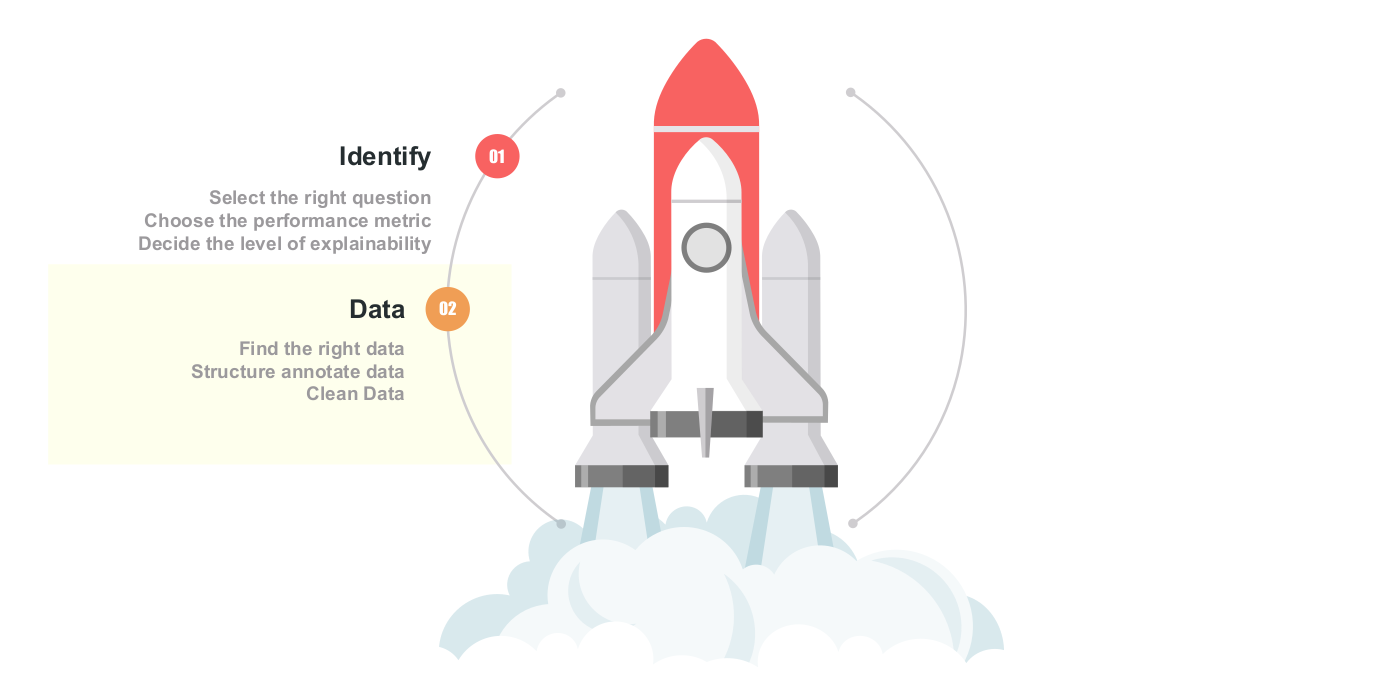 Identify
01
Select the right question
Choose the performance metric
Decide the level of explainability
Data
02
Find the right data
Structure annotate data
Clean Data